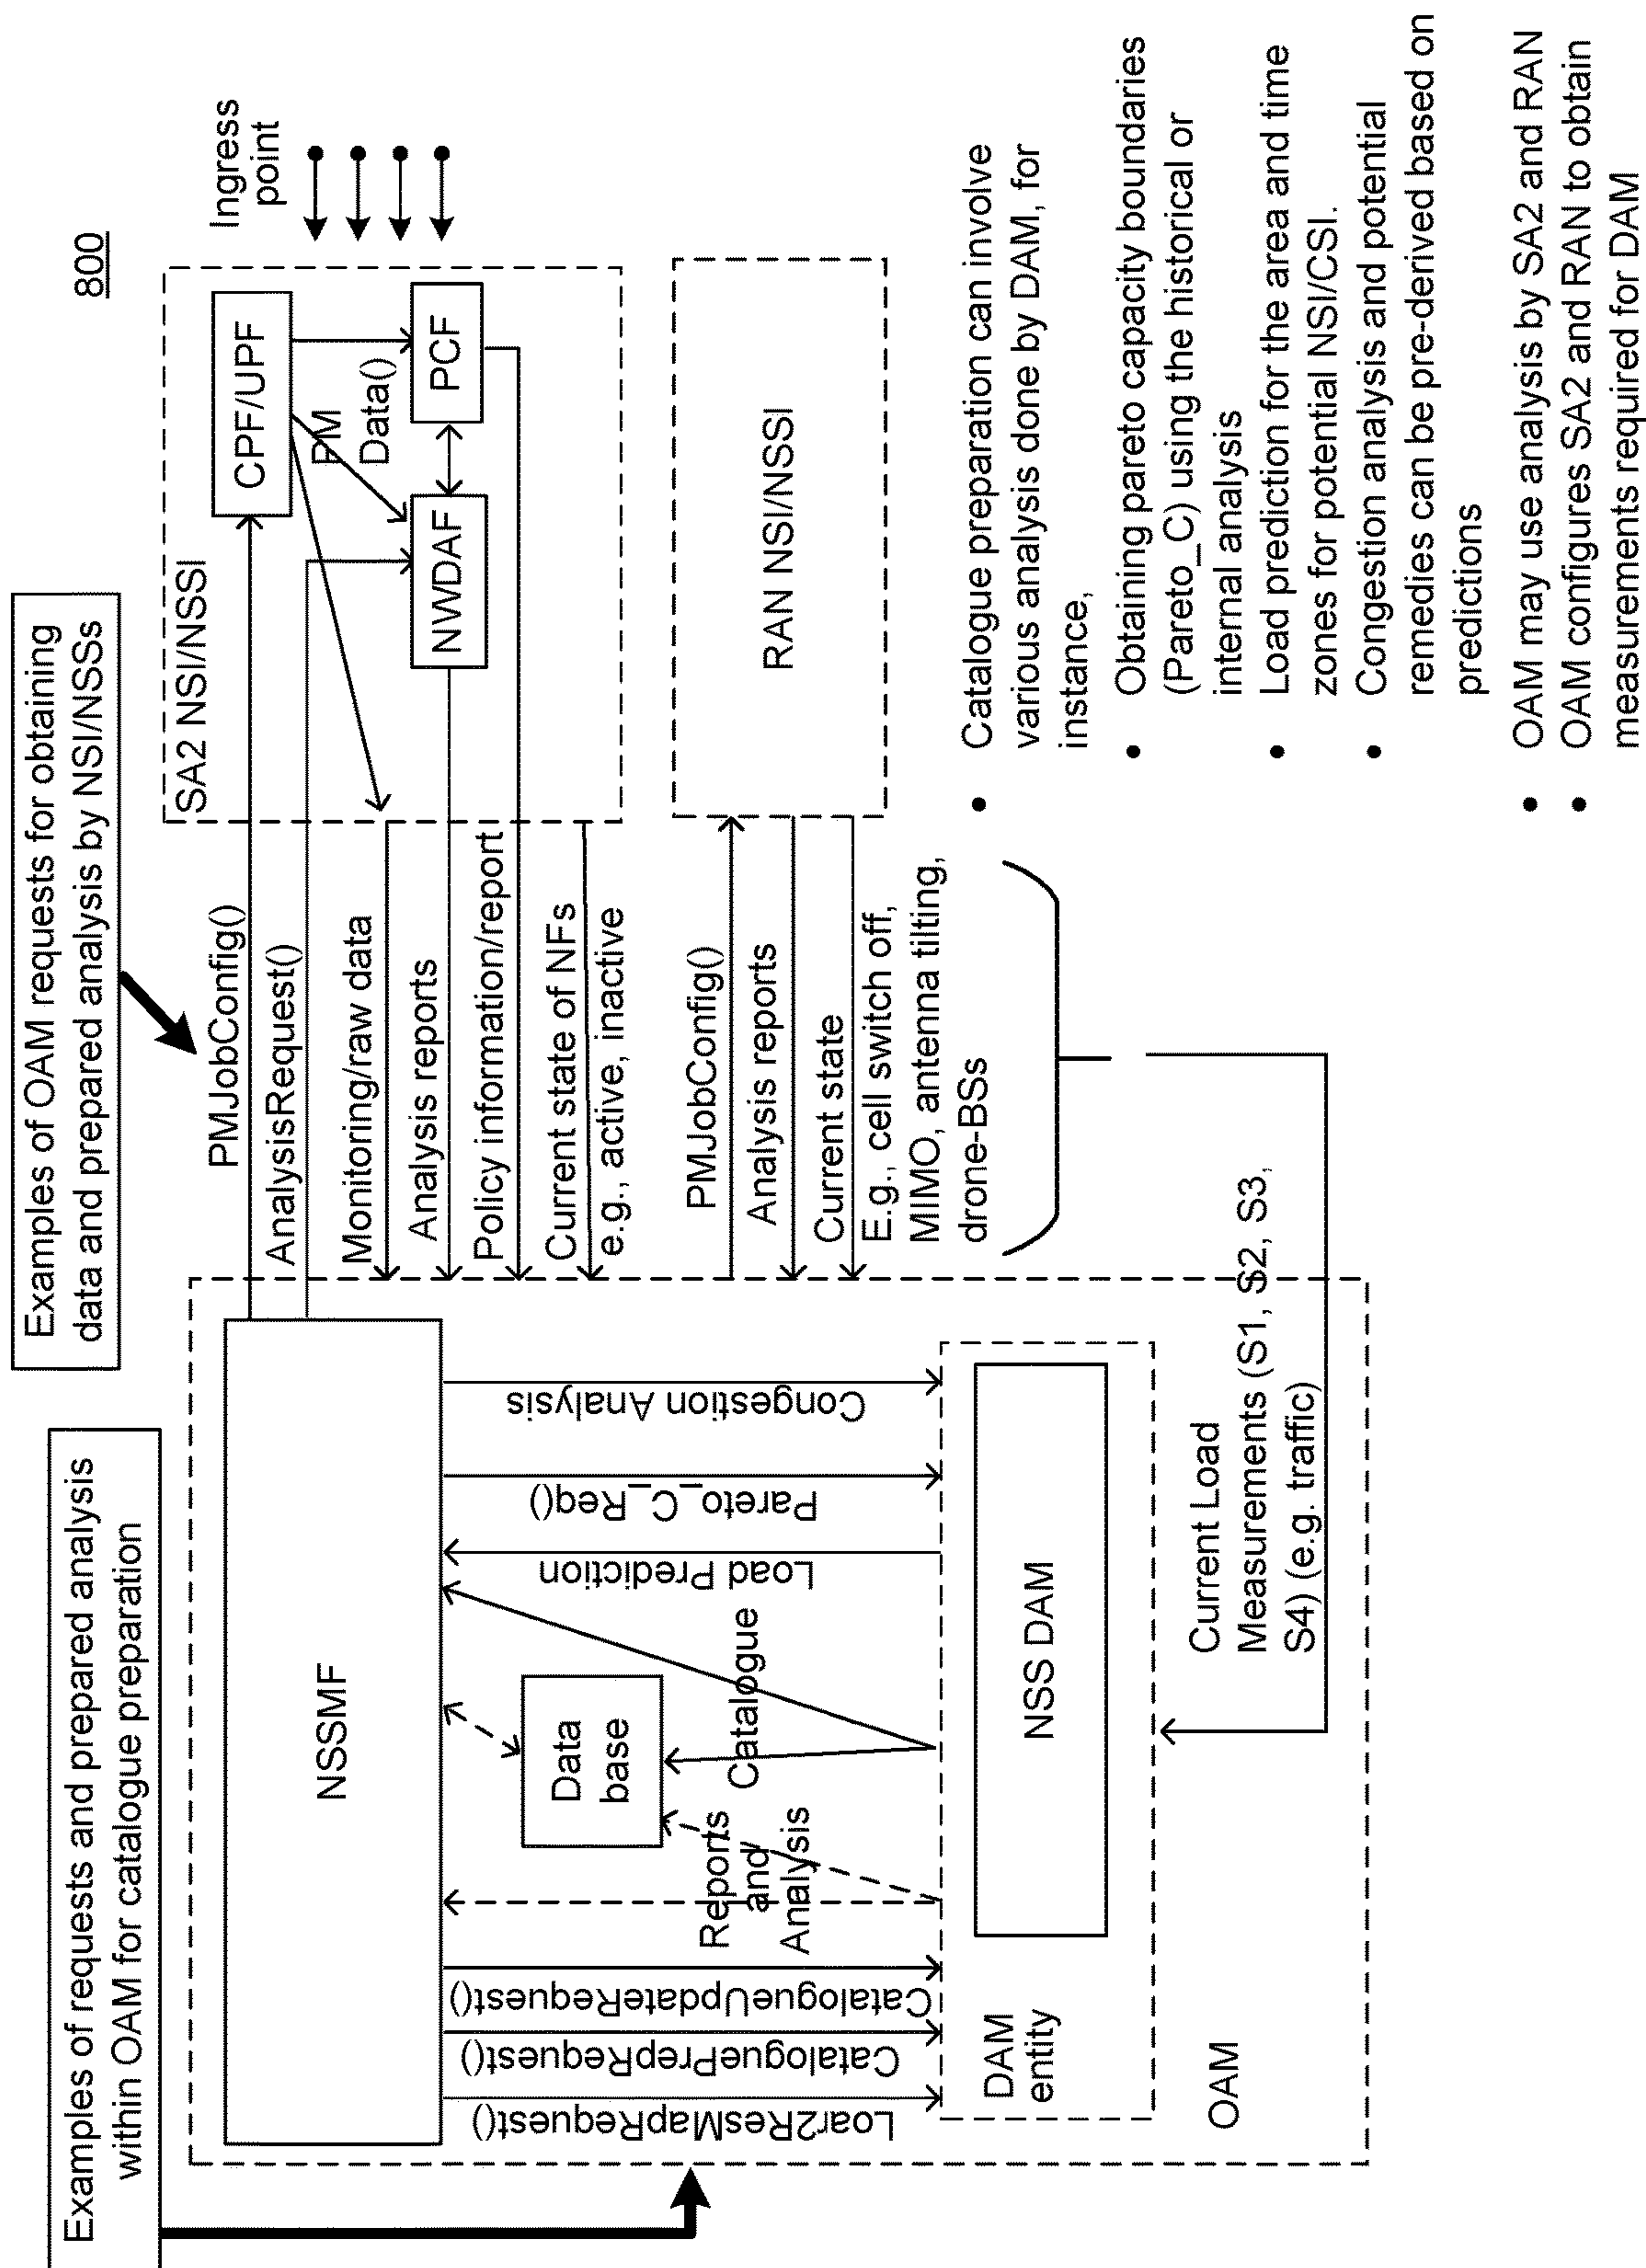 800
Examples of requests and prepared analysis
within OAM for catalogue preparation
Examples of OAM requests for obtaining
data and prepared analysis by NSI/NSSs
NSSMF
Loar2ResMapRequest()
CataloguePrepRequest()
CatalogueUpdateRequest()
Reports
and
Analysis
Data
base
Catalogue
Load Prediction
Pareto_C_Req()
Congestion Analysis
DAM
entity
NSS DAM
OAM
PMJobConfig()
AnalysisRequest()
Monitoring/raw data
Analysis reports
Policy information/report
Current state of NFs
e.g., active, inactive
PMJobConfig()
Analysis reports
Current state
E.g., cell switch off,
MIMO, antenna tilting,
drone-BSs
Current Load
Measurements (S1, S2, S3,
S4) (e.g. traffic)
SA2 NSI/NSSI
CPF/UPF
PM
Data()
NWDAF
PCF
Ingress
point
RAN NSI/NSSI
• Catalogue preparation can involve
various analysis done by DAM, for
instance,
• Obtaining pareto capacity boundaries
(Pareto_C) using the historical or
internal analysis
• Load prediction for the area and time
zones for potential NSI/CSI.
• Congestion analysis and potential
remedies can be pre-derived based on
predictions
• OAM may use analysis by SA2 and RAN
• OAM configures SA2 and RAN to obtain
measurements required for DAM